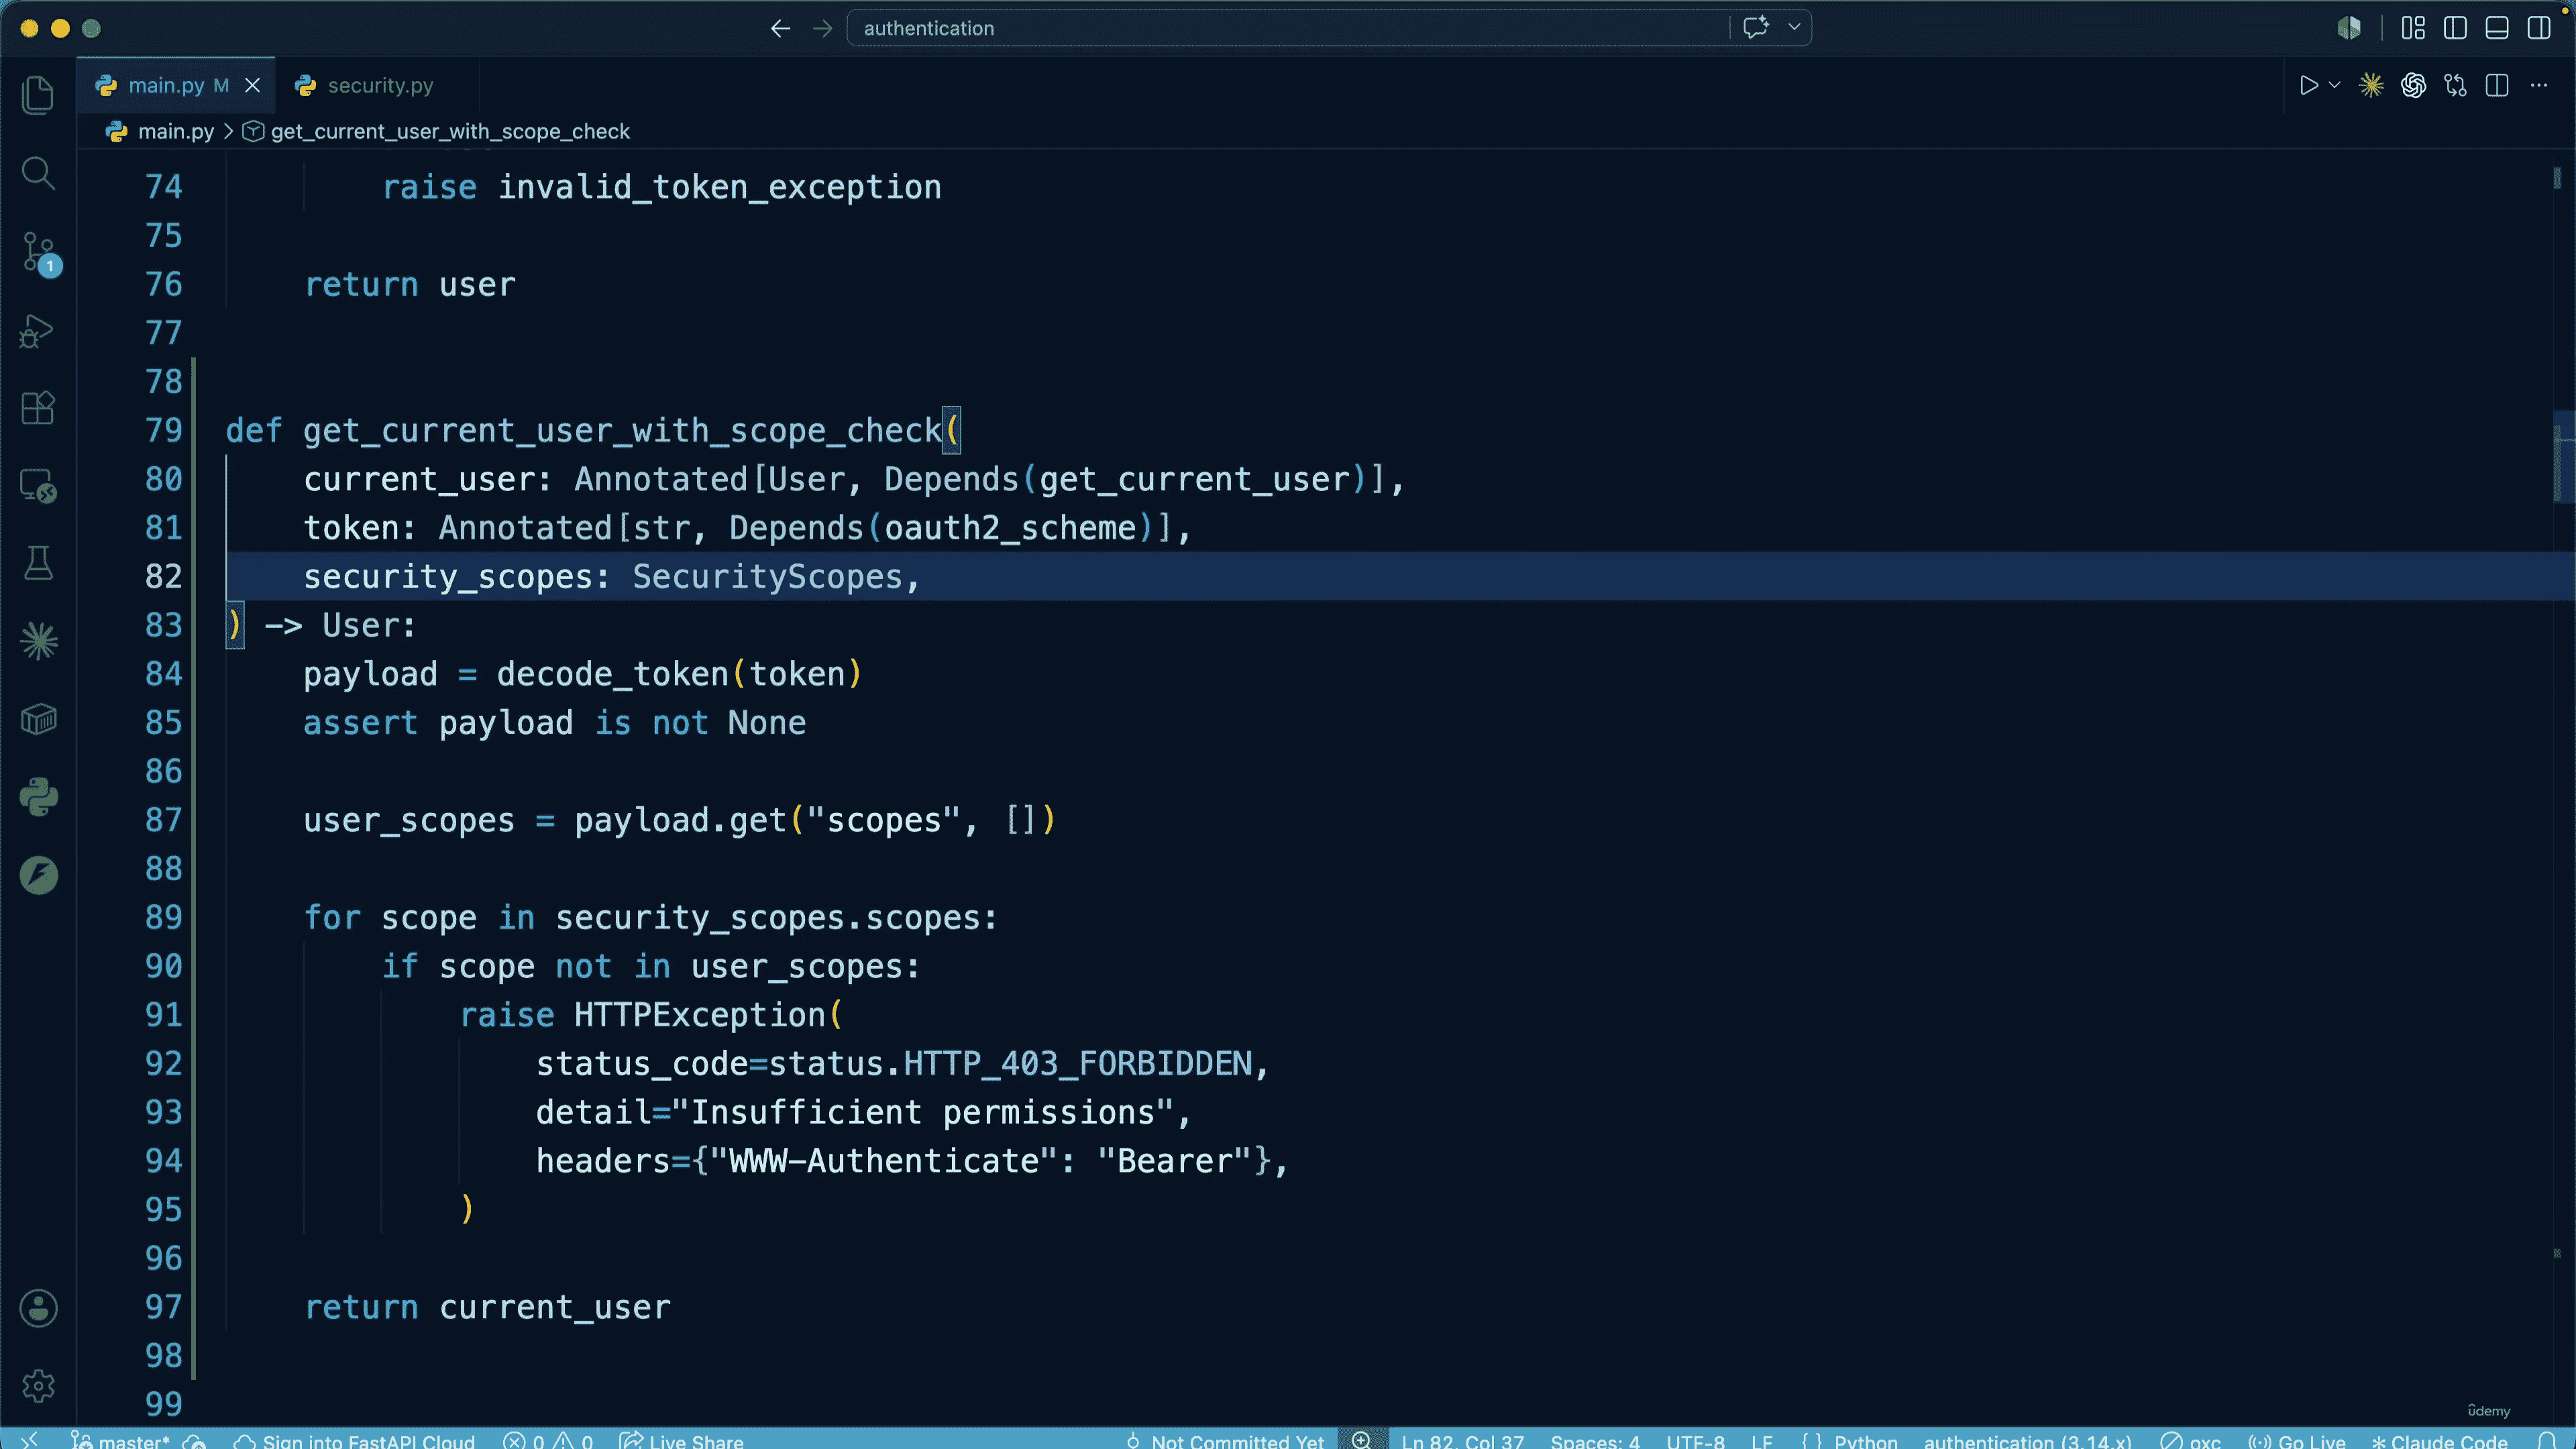 authentication
main.py M
security.py
main.py > get_current_user_with_scope_check
74 raise invalid_token_exception
75
76 return user
77
78
79 def get_current_user_with_scope_check(
80 current_user: Annotated[User, Depends(get_current_user)],
81 token: Annotated[str, Depends(oauth2_scheme)],
82 security_scopes: SecurityScopes,
83 ) -> User:
84 payload = decode_token(token)
85 assert payload is not None
86
87 user_scopes = payload.get("scopes", [])
88
89 for scope in security_scopes.scopes:
90 if scope not in user_scopes:
91 raise HTTPException(
92 status_code=status.HTTP_403_FORBIDDEN,
93 detail="Insufficient permissions",
94 headers={"WWW-Authenticate": "Bearer"},
95 )
96
97 return current_user
98
99
1
udemy
master* Sign into FastAPI Cloud 0 0 Live Share Not Committed Yet Ln 82, Col 37 Spaces: 4 UTF-8 LF { } Python authentication (3.14.x) oxc Go Live Claude Code